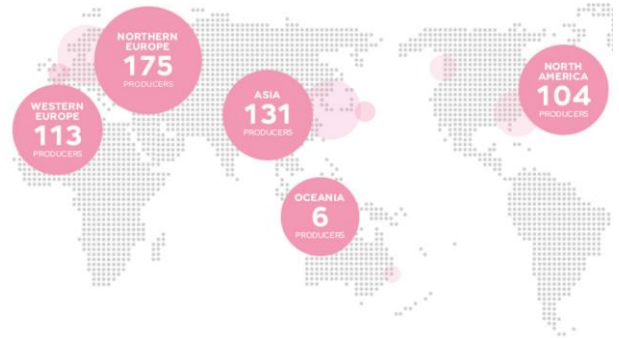 NORTHERN
EUROPE
175
PRODUCERS
WESTERN
EUROPE
113
PRODUCERS
ASIA
131
PRODUCERS
OCEANIA
6
PRODUCERS
NORTH
AMERICA
104
PRODUCERS